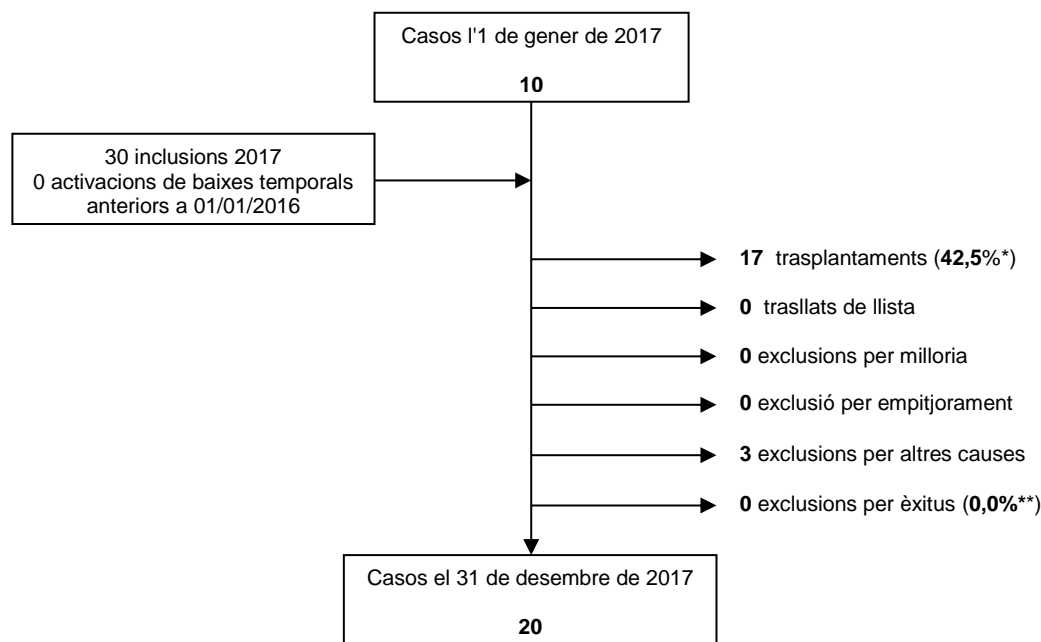 Casos l'1 de gener de 2017
10
30 inclusions 2017
0 activacions de baixes temporals
anteriors a 01/01/2016
17 trasplantaments (42,5%*)
0 trasllats de llista
0 exclusions per milloria
0 exclusió per empitjorament
3 exclusions per altres causes
0 exclusions per èxitus (0,0%**)
Casos el 31 de desembre de 2017
20